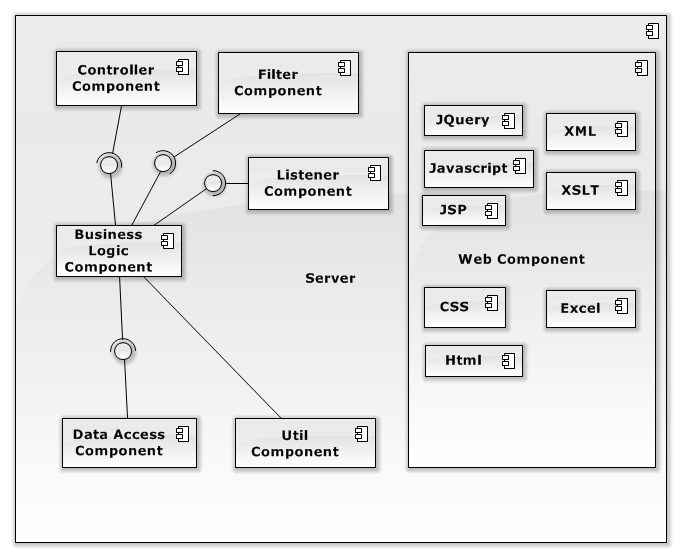 Controller
Component
Filter
Component
Listener
Component
Business
Logic
Component
Server
Data Access
Component
Util
Component
JQuery
XML
Javascript
XSLT
JSP
Web Component
CSS
Excel
Html